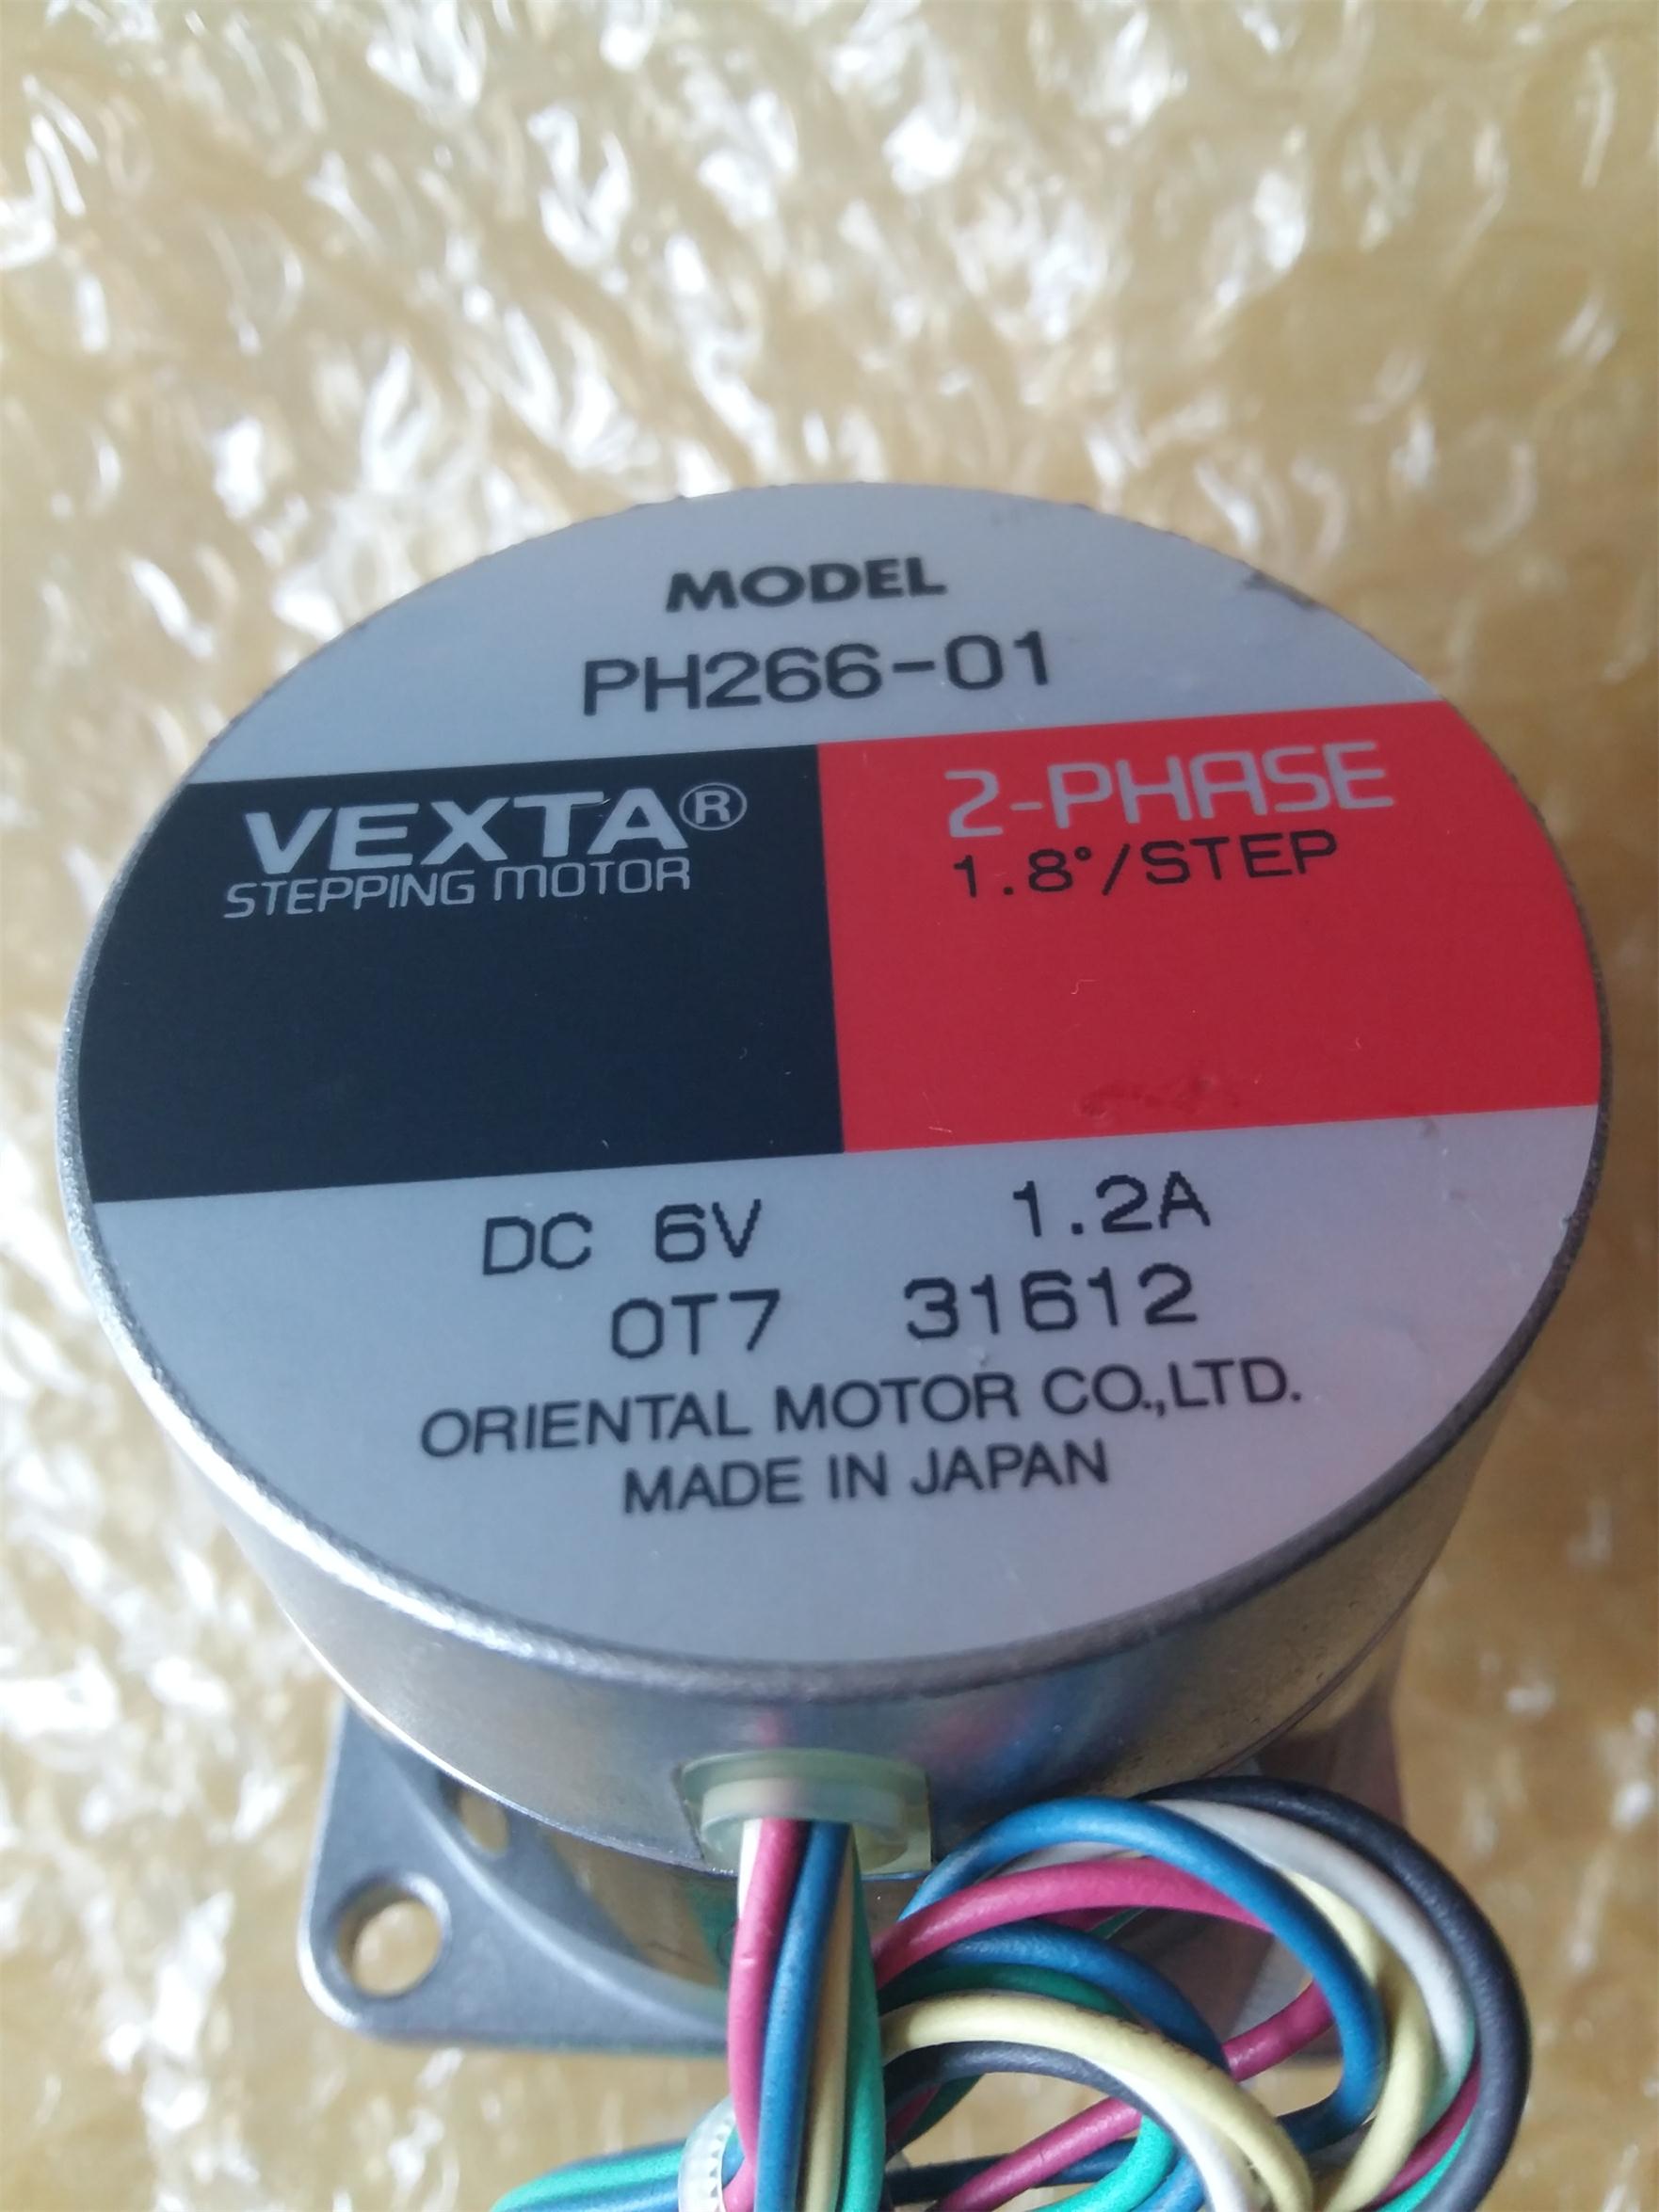 MODEL
PH266-01
VEXTA®
STEPPING MOTOR
2-PHASE
1.8°/STEP
DC 6V 1.2A
OT7 31612
ORIENTAL MOTOR CO.,LTD.
MADE IN JAPAN